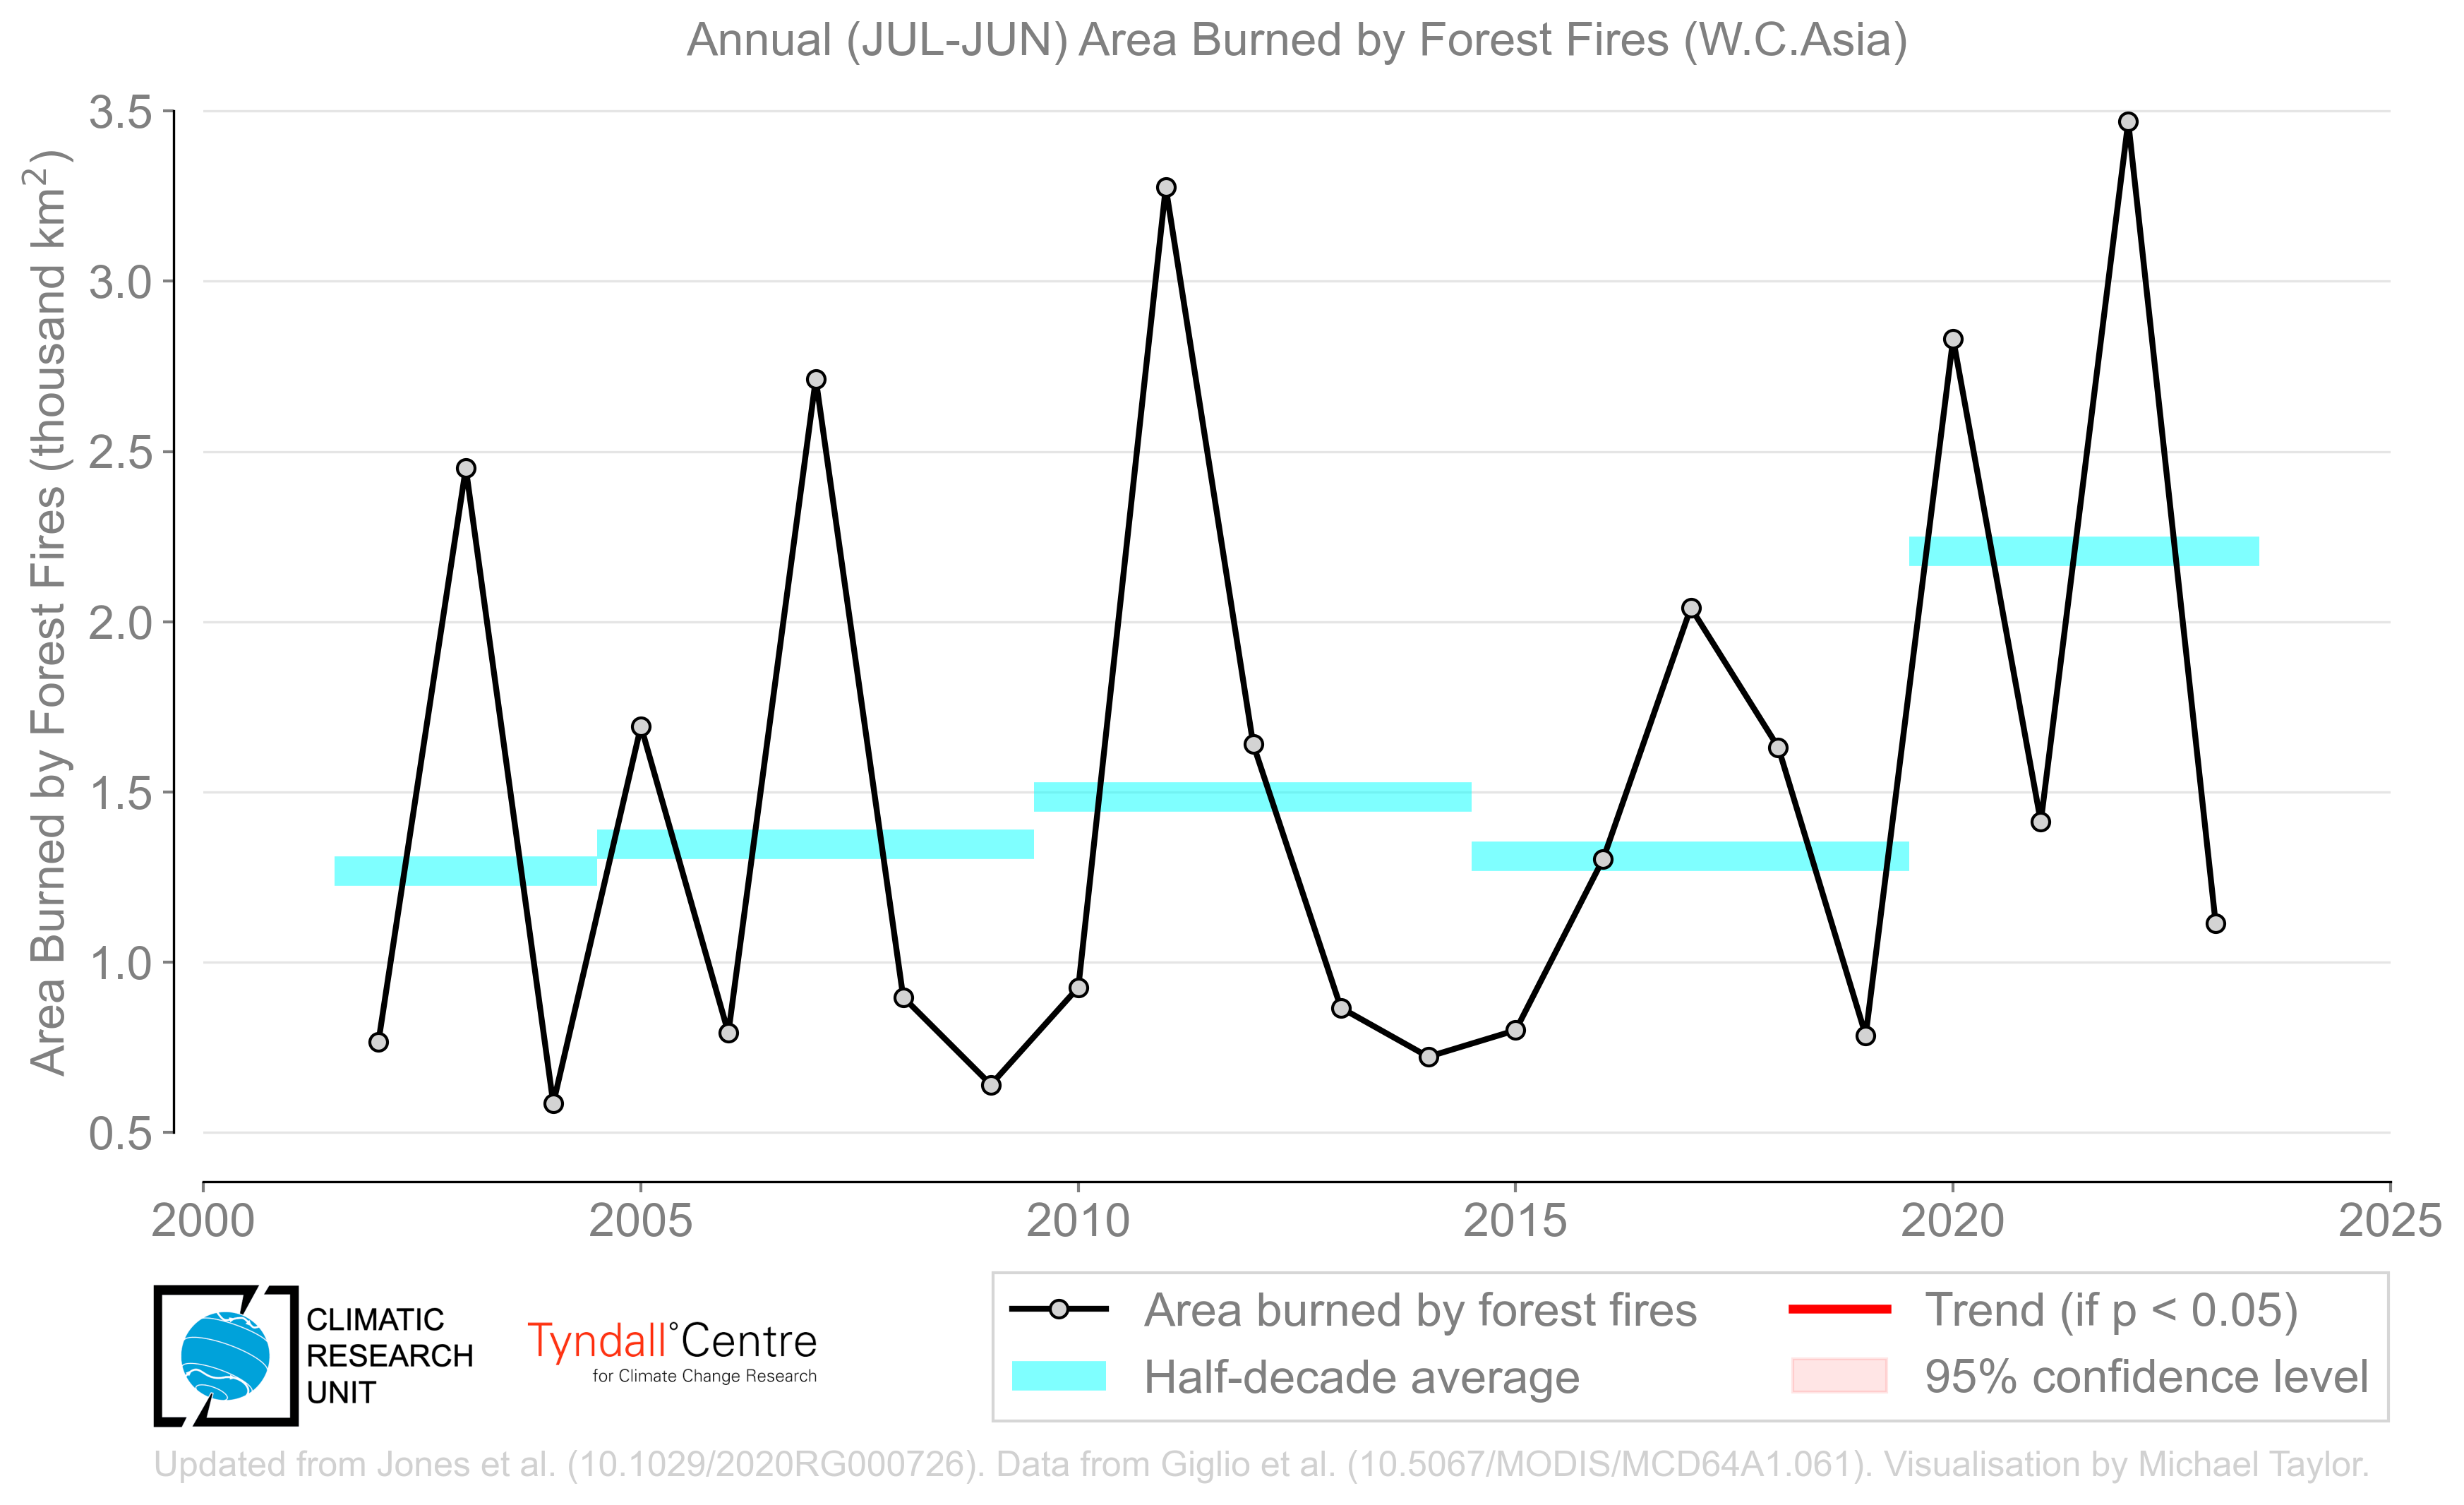 Annual (JUL-JUN) Area Burned by Forest Fires (W.C.Asia)
Area Burned by Forest Fires (thousand km²)
3.5
3.0
2.5
2.0
1.5
1.0
0.5
2000
2005
2010
2015
2020
2025
CLIMATIC
RESEARCH
UNIT
Tyndall°Centre
for Climate Change Research
Area burned by forest fires
Half-decade average
Trend (if p < 0.05)
95% confidence level
Updated from Jones et al. (10.1029/2020RG000726). Data from Giglio et al. (10.5067/MODIS/MCD64A1.061). Visualisation by Michael Taylor.